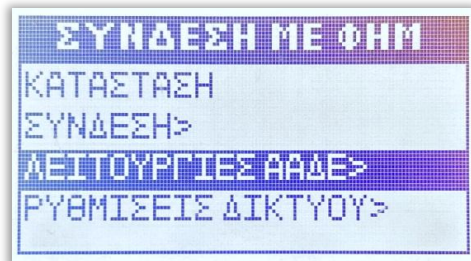 ΣΥΝΔΕΣΗ ΜΕ ΦΗΜ
ΚΑΤΑΣΤΑΣΗ
ΣΥΝΔΕΣΗ>
ΛΕΙΤΟΥΡΓΙΕΣ ΑΑΔΕ>
ΡΥΘΜΙΣΕΙΣ ΔΙΚΤΥΟΥ>